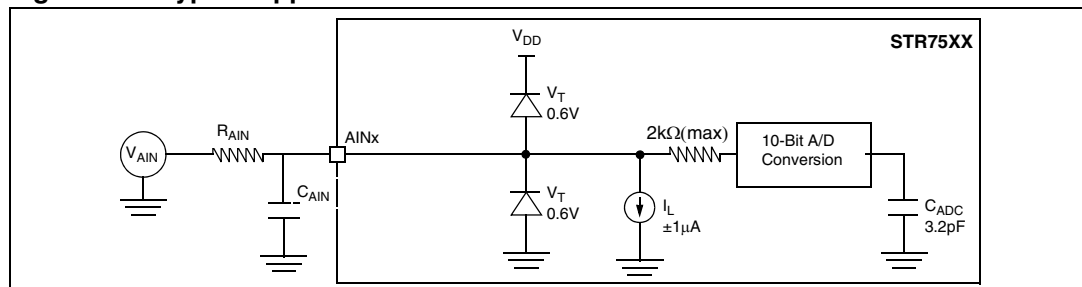 STR75XX
V_DD
V_T
0.6V
R_AIN
AINx
2kΩ(max)
10-Bit A/D
Conversion
V_AIN
C_AIN
V_T
0.6V
I_L
±1μA
C_ADC
3.2pF